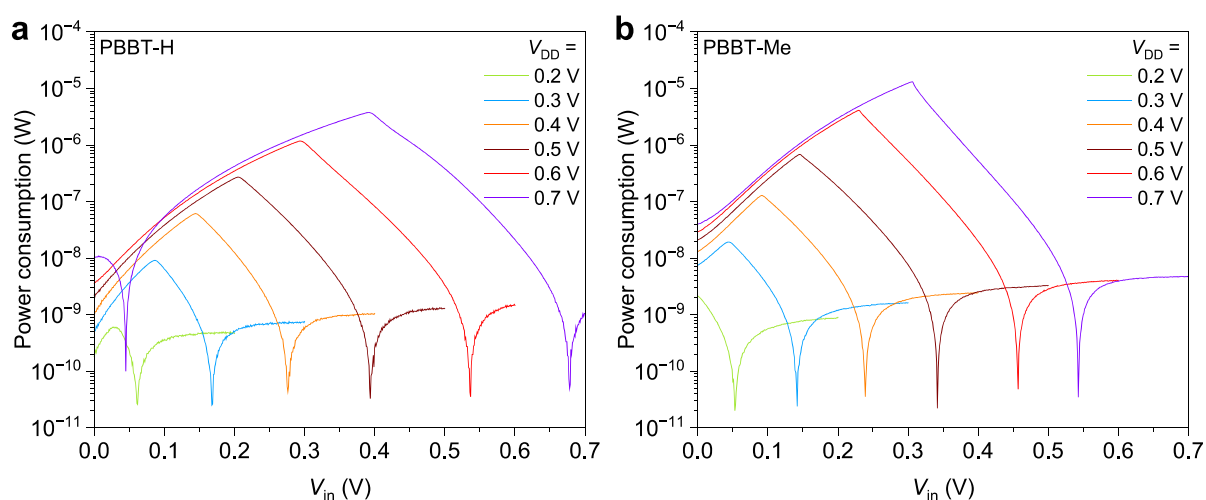 a
PBBT-H
V_DD =
0.2 V
0.3 V
0.4 V
0.5 V
0.6 V
0.7 V
Power consumption (W)
10⁻⁴
10⁻⁵
10⁻⁶
10⁻⁷
10⁻⁸
10⁻⁹
10⁻¹⁰
10⁻¹¹
0.0 0.1 0.2 0.3 0.4 0.5 0.6 0.7
V_in (V)
b
PBBT-Me
V_DD =
0.2 V
0.3 V
0.4 V
0.5 V
0.6 V
0.7 V
Power consumption (W)
10⁻⁴
10⁻⁵
10⁻⁶
10⁻⁷
10⁻⁸
10⁻⁹
10⁻¹⁰
10⁻¹¹
0.0 0.1 0.2 0.3 0.4 0.5 0.6 0.7
V_in (V)